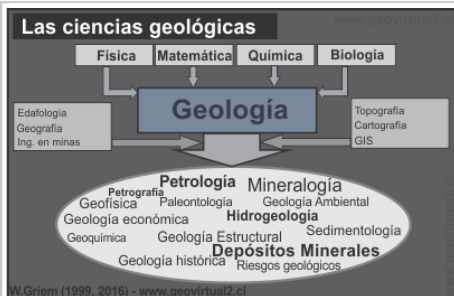 www.geovirtual2.cl
Las ciencias geológicas
Física Matemática Química Biología
Geología
Edafología
Geografía
Ing. en minas
Topografía
Cartografía
GIS
Petrología Mineralogía
Petrografía
Geofísica Paleontología Geología Ambiental
Geología económica Hidrogeología
Geoquímica Geología Estructural Sedimentología
Depósitos Minerales
Geología histórica Riesgos geológicos
W.Griem (1999, 2016) - www.geovirtual2.cl